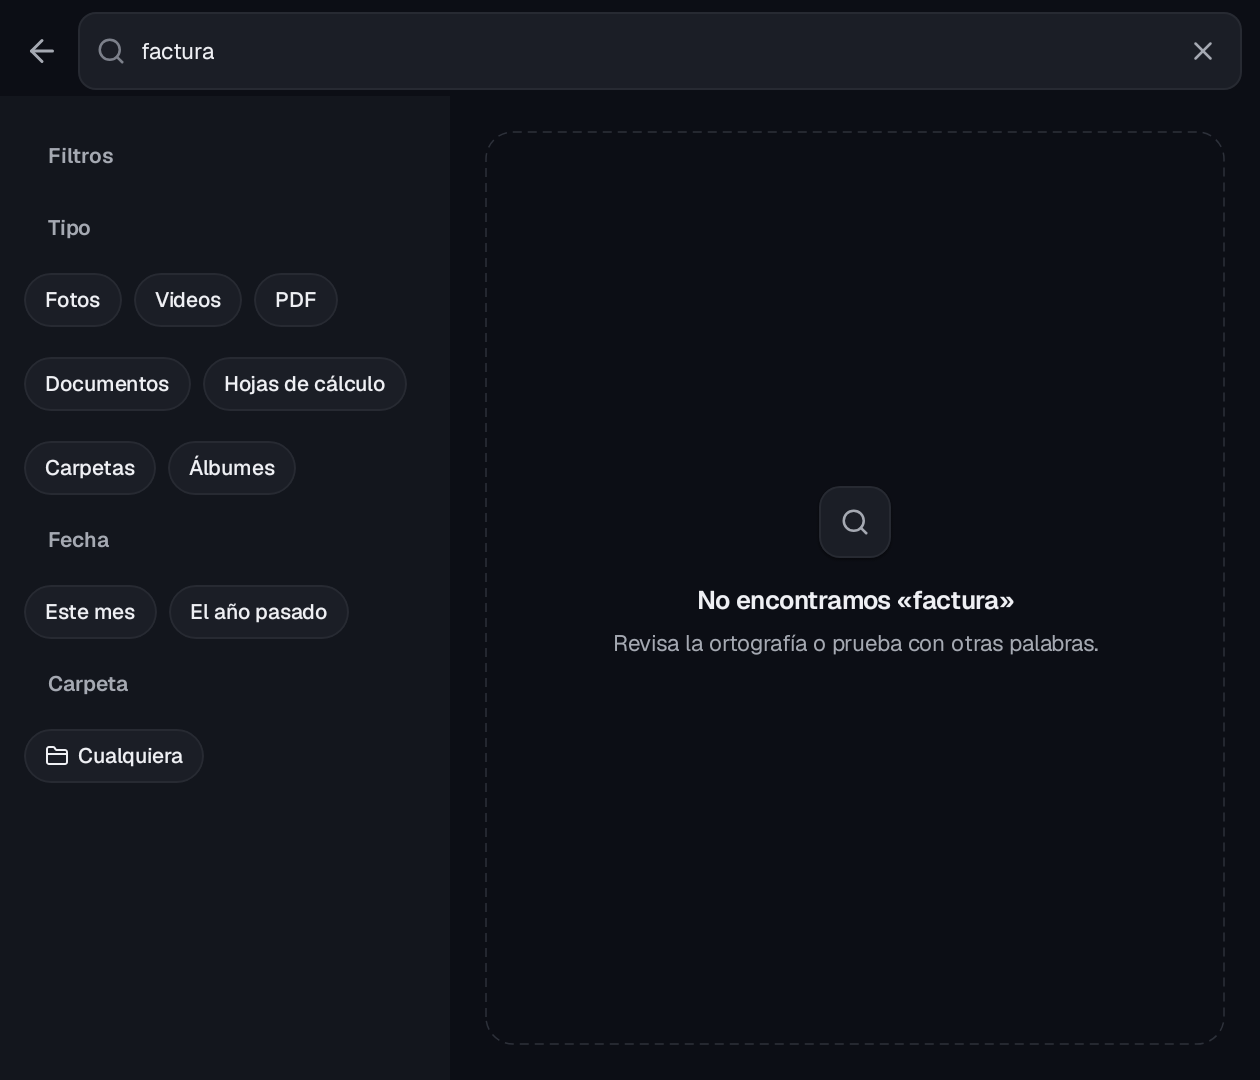 factura
Filtros
Tipo
Fotos Videos PDF
Documentos Hojas de cálculo
Carpetas Álbumes
Fecha
Este mes El año pasado
Carpeta
Cualquiera
No encontramos «factura»
Revisa la ortografía o prueba con otras palabras.